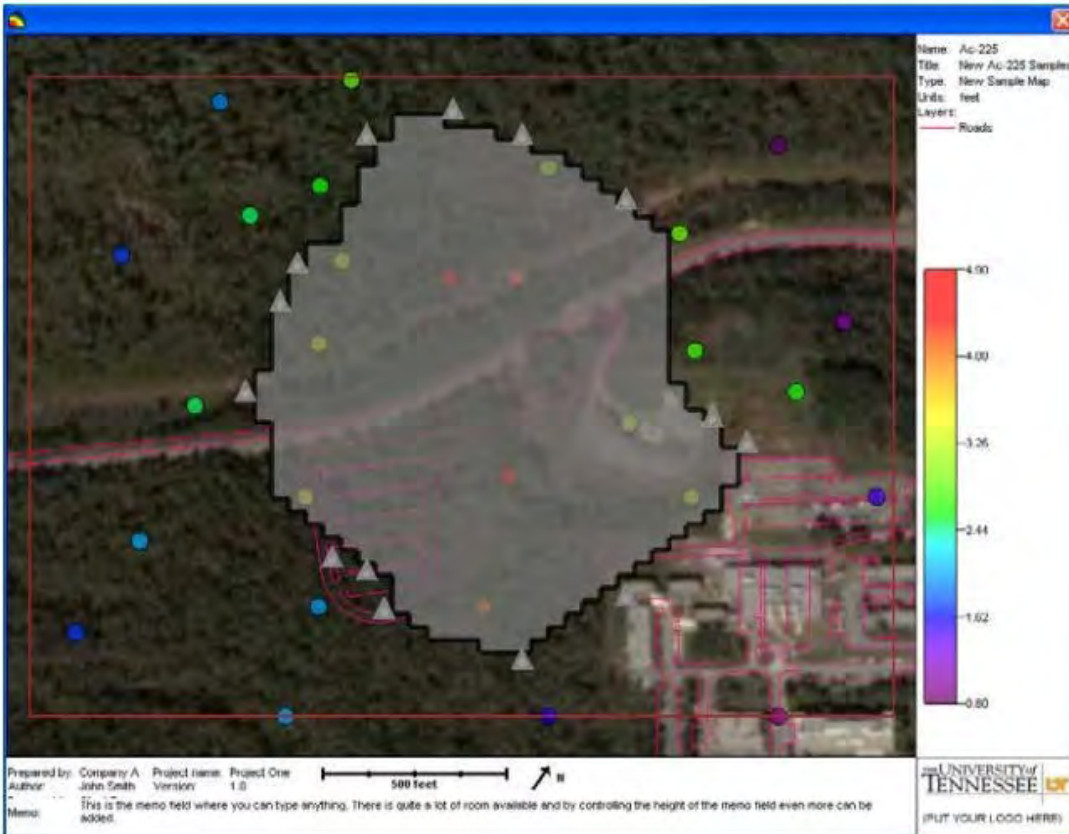 Name: Ac-225
Title: New Ac-225 Samples
Type: New Sample Map
Units: feet
Layers:
Roads
4.90
4.08
3.26
2.44
1.62
0.80
Prepared by: Company A Project name: Project One
Author: John Smith Version: 1.0
500 feet
N
Memo: This is the memo field where you can type anything. There is quite a lot of room available and by controlling the height of the memo field even more can be
added.
THE UNIVERSITY of
TENNESSEE UT
(PUT YOUR LOGO HERE)